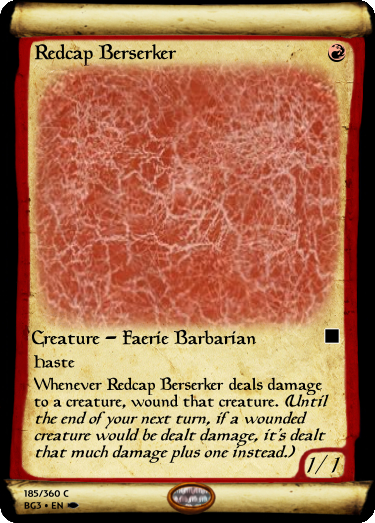 Redcap Berserker
Creature – Faerie Barbarian
Haste
Whenever Redcap Berserker deals damage
to a creature, wound that creature. (Until
the end of your next turn, if a wounded
creature would be dealt damage, it's dealt
that much damage plus one instead.)
1/1
185/360 C
BG3 • EN